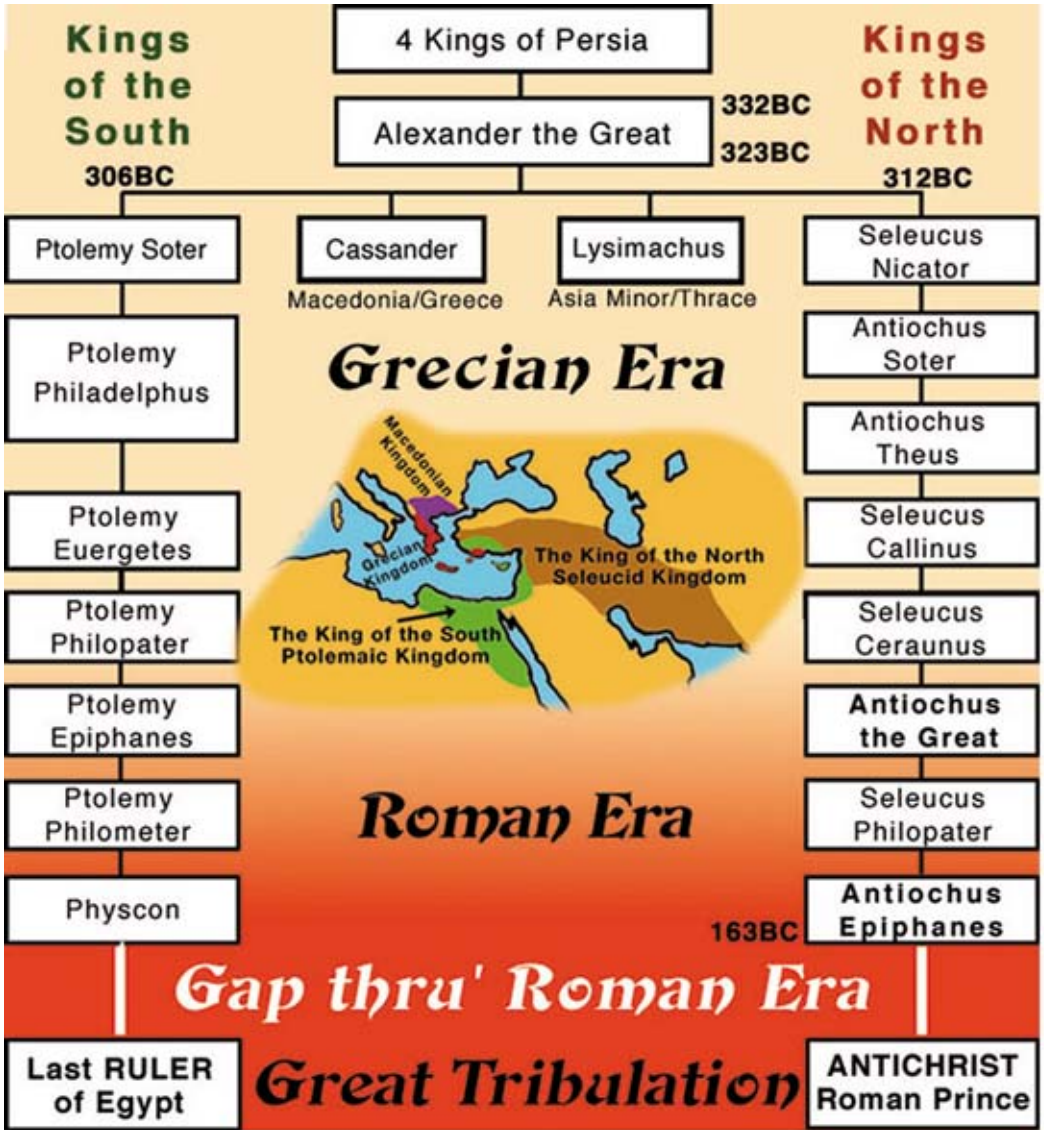 Kings
of the
South
306BC
4 Kings of Persia
Alexander the Great
332BC
323BC
Kings
of the
North
312BC
Ptolemy Soter
Cassander
Macedonia/Greece
Lysimachus
Asia Minor/Thrace
Seleucus
Nicator
Ptolemy
Philadelphus
Grecian Era
Antiochus
Soter
Antiochus
Theus
Macedonian
Kingdom
Grecian
Kingdom
The King of the North
Seleucid Kingdom
The King of the South
Ptolemaic Kingdom
Ptolemy
Euergetes
Seleucus
Callinus
Ptolemy
Philopater
Seleucus
Ceraunus
Ptolemy
Epiphanes
Antiochus
the Great
Roman Era
Ptolemy
Philometer
Seleucus
Philopater
Physcon
163BC
Antiochus
Epiphanes
Gap thru' Roman Era
Last RULER
of Egypt
Great Tribulation
ANTICHRIST
Roman Prince